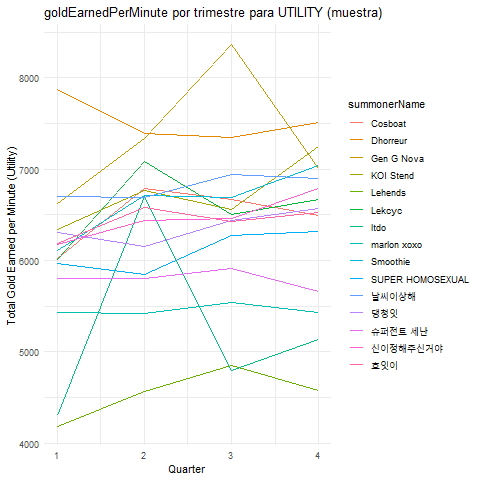 goldEarnedPerMinute por trimestre para UTILITY (muestra)
Total Gold Earned per Minute (Utility)
8000
7000
6000
5000
4000
1
2
3
4
Quarter
summonerName
Cosboat
Dhorreur
Gen G Nova
KOI Stend
Lehends
Lekcyc
ltdo
marlon xoxo
Smoothie
SUPER HOMOSEXUAL
날씨이상해
댕청잇
슈퍼전트 세난
신이정해주신거야
효잇이